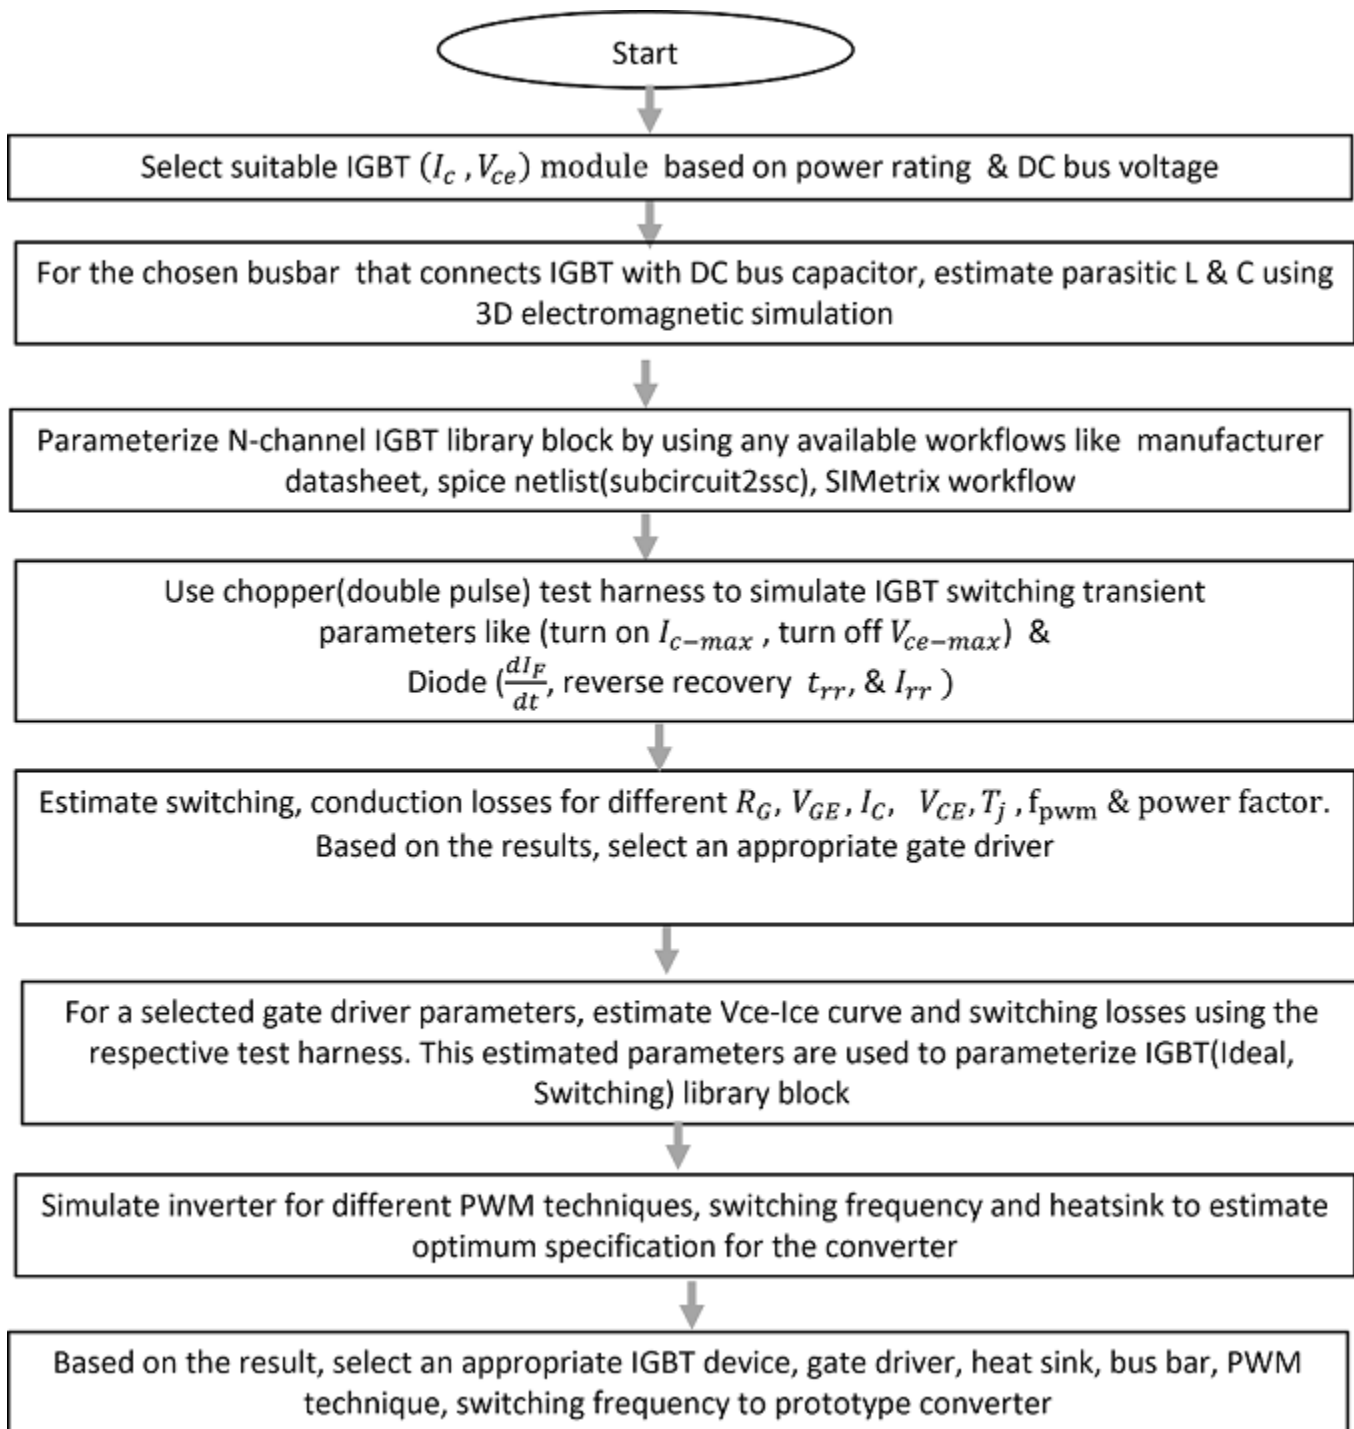 Start
Select suitable IGBT (I_c , V_ce) module based on power rating & DC bus voltage
For the chosen busbar that connects IGBT with DC bus capacitor, estimate parasitic L & C using
3D electromagnetic simulation
Parameterize N-channel IGBT library block by using any available workflows like manufacturer
datasheet, spice netlist(subcircuit2ssc), SIMetrix workflow
Use chopper(double pulse) test harness to simulate IGBT switching transient
parameters like (turn on I_c−max , turn off V_ce−max) &
Diode (dI_F/dt, reverse recovery t_rr, & I_rr )
Estimate switching, conduction losses for different R_G, V_GE, I_C, V_CE, T_j , f_pwm & power factor.
Based on the results, select an appropriate gate driver
For a selected gate driver parameters, estimate Vce-Ice curve and switching losses using the
respective test harness. This estimated parameters are used to parameterize IGBT(Ideal,
Switching) library block
Simulate inverter for different PWM techniques, switching frequency and heatsink to estimate
optimum specification for the converter
Based on the result, select an appropriate IGBT device, gate driver, heat sink, bus bar, PWM
technique, switching frequency to prototype converter